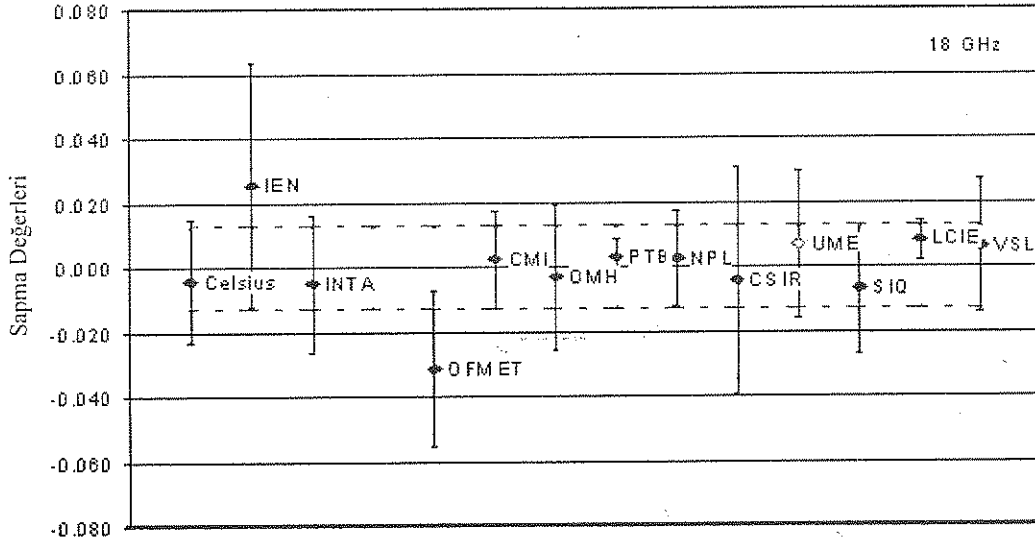 0.080
18 GHz
0.060
0.040
IEN
0.020
CMI
PTB
NPL
UME
LCIE
VSL
0.000
Celsius
INTA
OMH
CSIR
SIQ
-0.020
OFMET
-0.040
-0.060
-0.080
Sapma Değerleri